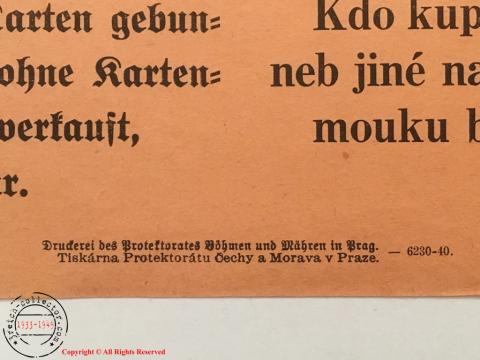 Karten gebun=
ohne Karten=
verkauft,
ar.
Kdo kup
neb jiné na
mouku b
Druckerei des Protektorates Böhmen und Mähren in Prag.
Tiskárna Protektorátu Čechy a Morava v Praze. — 6230-40.
1933-1945
Copyright © All Rights Reserved